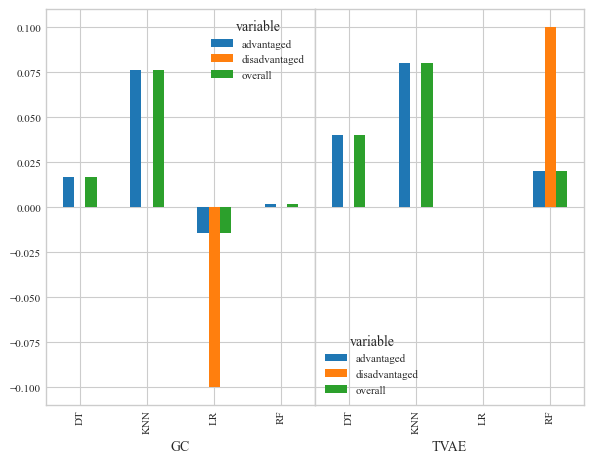 0.100
0.075
0.050
0.025
0.000
−0.025
−0.050
−0.075
−0.100
variable
advantaged
disadvantaged
overall
DT
KNN
LR
RF
GC
variable
advantaged
disadvantaged
overall
DT
KNN
LR
RF
TVAE